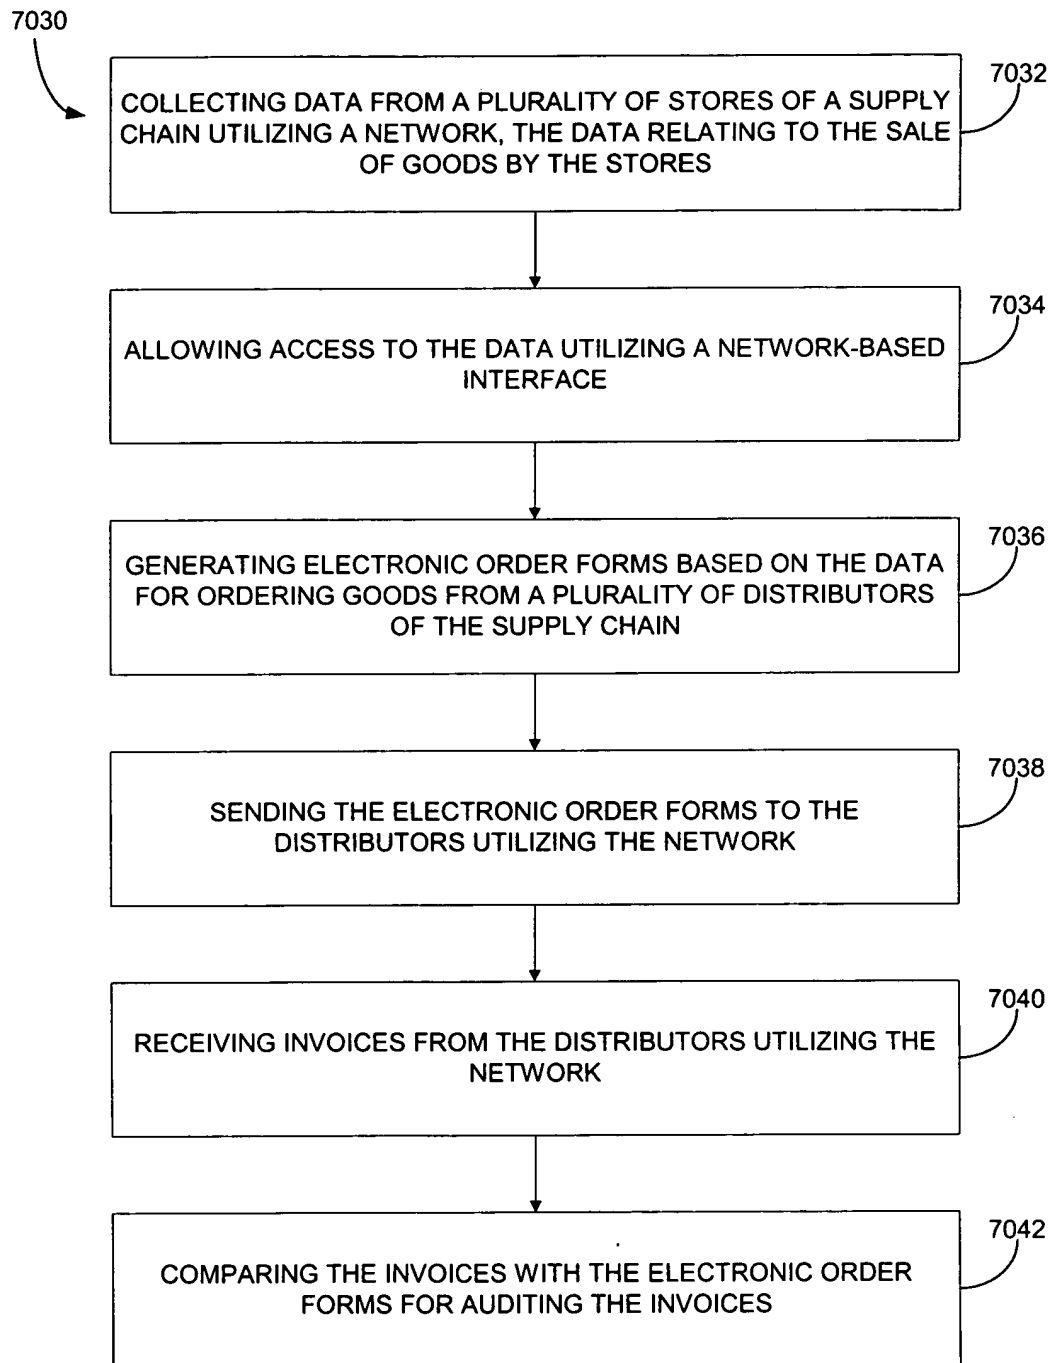 7030
7032
COLLECTING DATA FROM A PLURALITY OF STORES OF A SUPPLY
CHAIN UTILIZING A NETWORK, THE DATA RELATING TO THE SALE
OF GOODS BY THE STORES
7034
ALLOWING ACCESS TO THE DATA UTILIZING A NETWORK-BASED
INTERFACE
7036
GENERATING ELECTRONIC ORDER FORMS BASED ON THE DATA
FOR ORDERING GOODS FROM A PLURALITY OF DISTRIBUTORS
OF THE SUPPLY CHAIN
7038
SENDING THE ELECTRONIC ORDER FORMS TO THE
DISTRIBUTORS UTILIZING THE NETWORK
7040
RECEIVING INVOICES FROM THE DISTRIBUTORS UTILIZING THE
NETWORK
7042
COMPARING THE INVOICES WITH THE ELECTRONIC ORDER
FORMS FOR AUDITING THE INVOICES